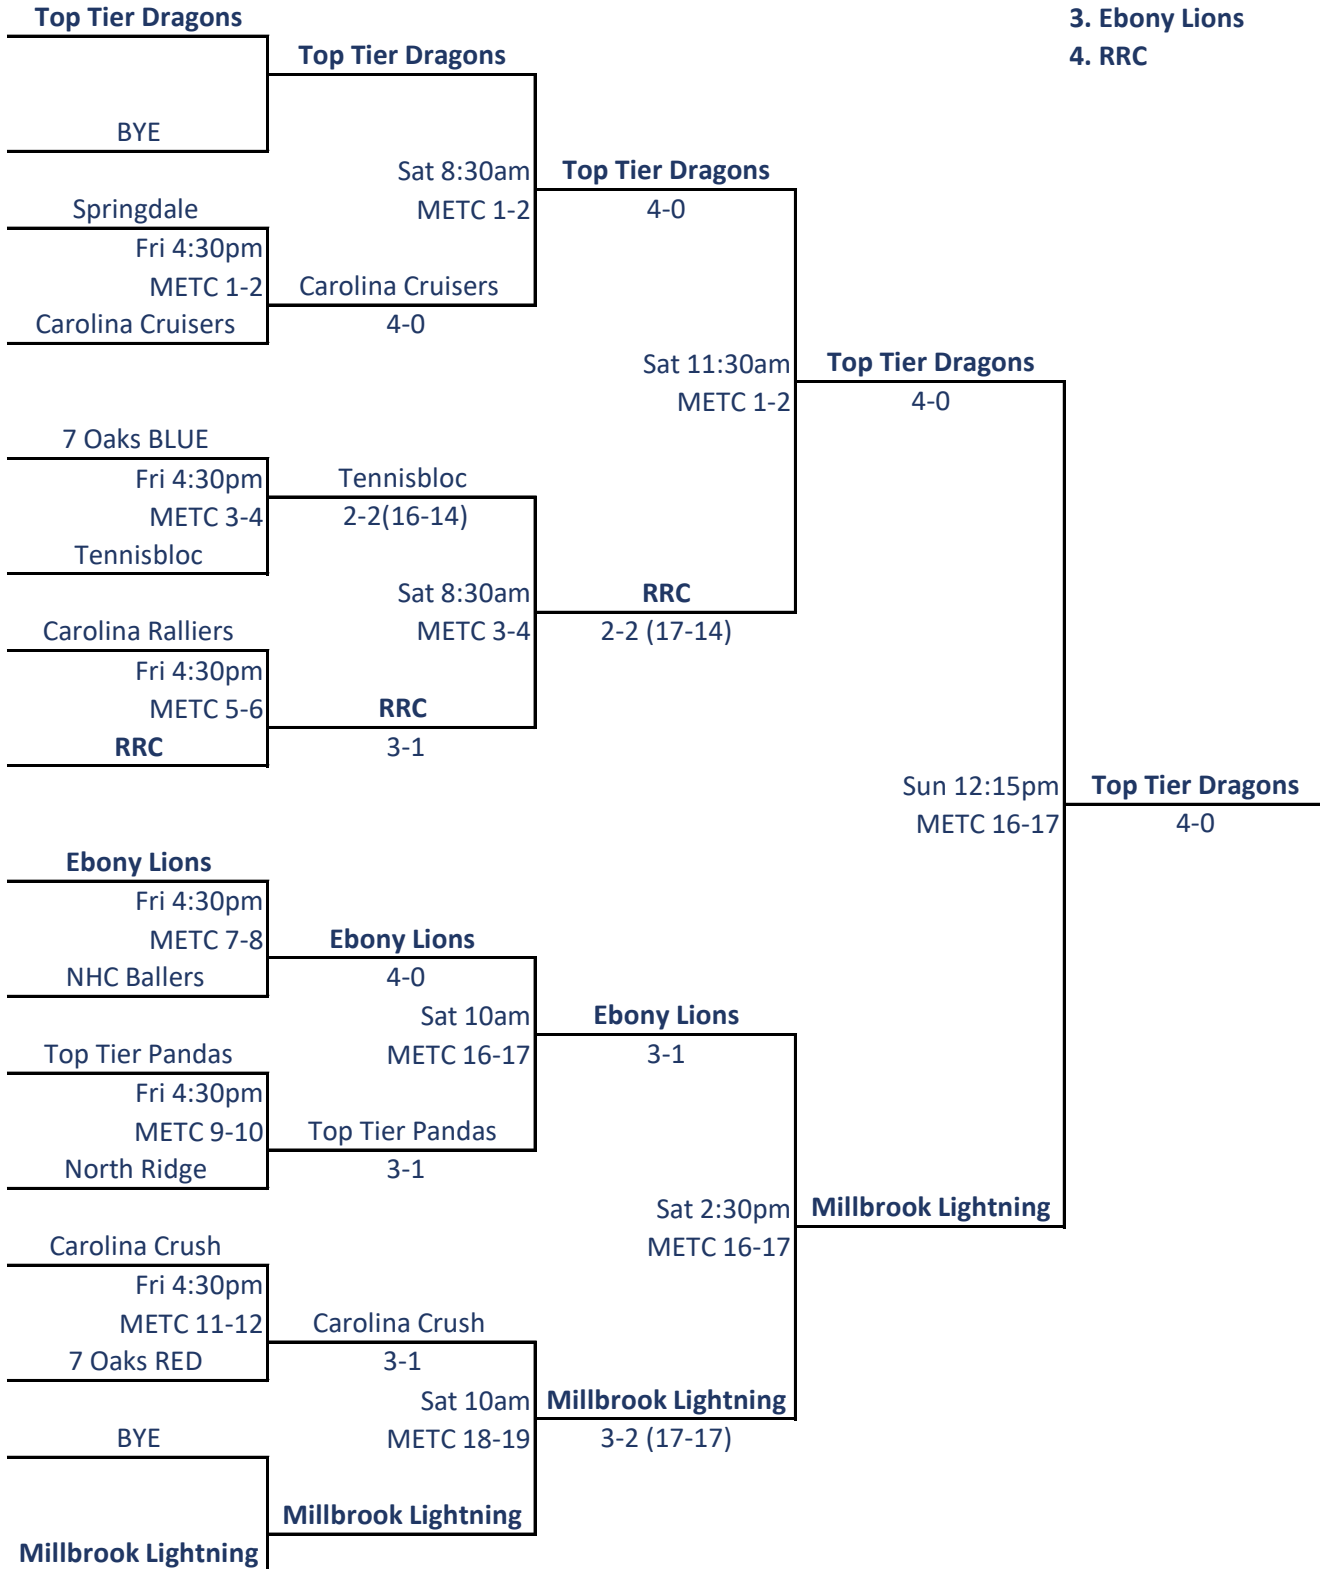 Top Tier Dragons
3. Ebony Lions
Top Tier Dragons
4. RRC
BYE
Sat 8:30am
Top Tier Dragons
Springdale
METC 1-2
4-0
Fri 4:30pm
METC 1-2
Carolina Cruisers
Carolina Cruisers
4-0
Sat 11:30am
Top Tier Dragons
METC 1-2
4-0
7 Oaks BLUE
Fri 4:30pm
Tennisbloc
METC 3-4
2-2(16-14)
Tennisbloc
Sat 8:30am
RRC
Carolina Ralliers
METC 3-4
2-2 (17-14)
Fri 4:30pm
METC 5-6
RRC
RRC
3-1
Sun 12:15pm
Top Tier Dragons
METC 16-17
4-0
Ebony Lions
Fri 4:30pm
METC 7-8
Ebony Lions
NHC Ballers
4-0
Sat 10am
Ebony Lions
Top Tier Pandas
METC 16-17
3-1
Fri 4:30pm
METC 9-10
Top Tier Pandas
North Ridge
3-1
Sat 2:30pm
Millbrook Lightning
Carolina Crush
METC 16-17
Fri 4:30pm
METC 11-12
Carolina Crush
7 Oaks RED
3-1
Sat 10am
Millbrook Lightning
BYE
METC 18-19
3-2 (17-17)
Millbrook Lightning
Millbrook Lightning